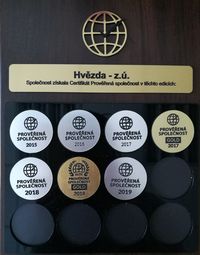 Hvězda - z.ú.
Společnost získala Certifikát Prověřená společnost v těchto edicích:
PROVĚŘENÁ
SPOLEČNOST
2015
PROVĚŘENÁ
SPOLEČNOST
2016
PROVĚŘENÁ
SPOLEČNOST
2017
PROVĚŘENÁ
SPOLEČNOST
GOLD
2017
PROVĚŘENÁ
SPOLEČNOST
2018
PROVĚŘENÁ
SPOLEČNOST
GOLD
2018
PROVĚŘENÁ
SPOLEČNOST
2019